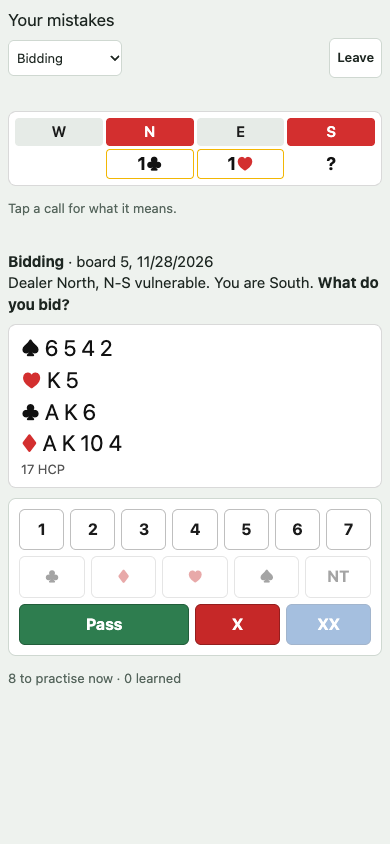 Your mistakes
Bidding
Leave
W N E S
1♣ 1♥ ?
Tap a call for what it means.
Bidding · board 5, 11/28/2026
Dealer North, N-S vulnerable. You are South. What do
you bid?
♠ 6 5 4 2
♥ K 5
♣ A K 6
♦ A K 10 4
17 HCP
1 2 3 4 5 6 7
♣ ♦ ♥ ♠ NT
Pass X XX
8 to practise now · 0 learned